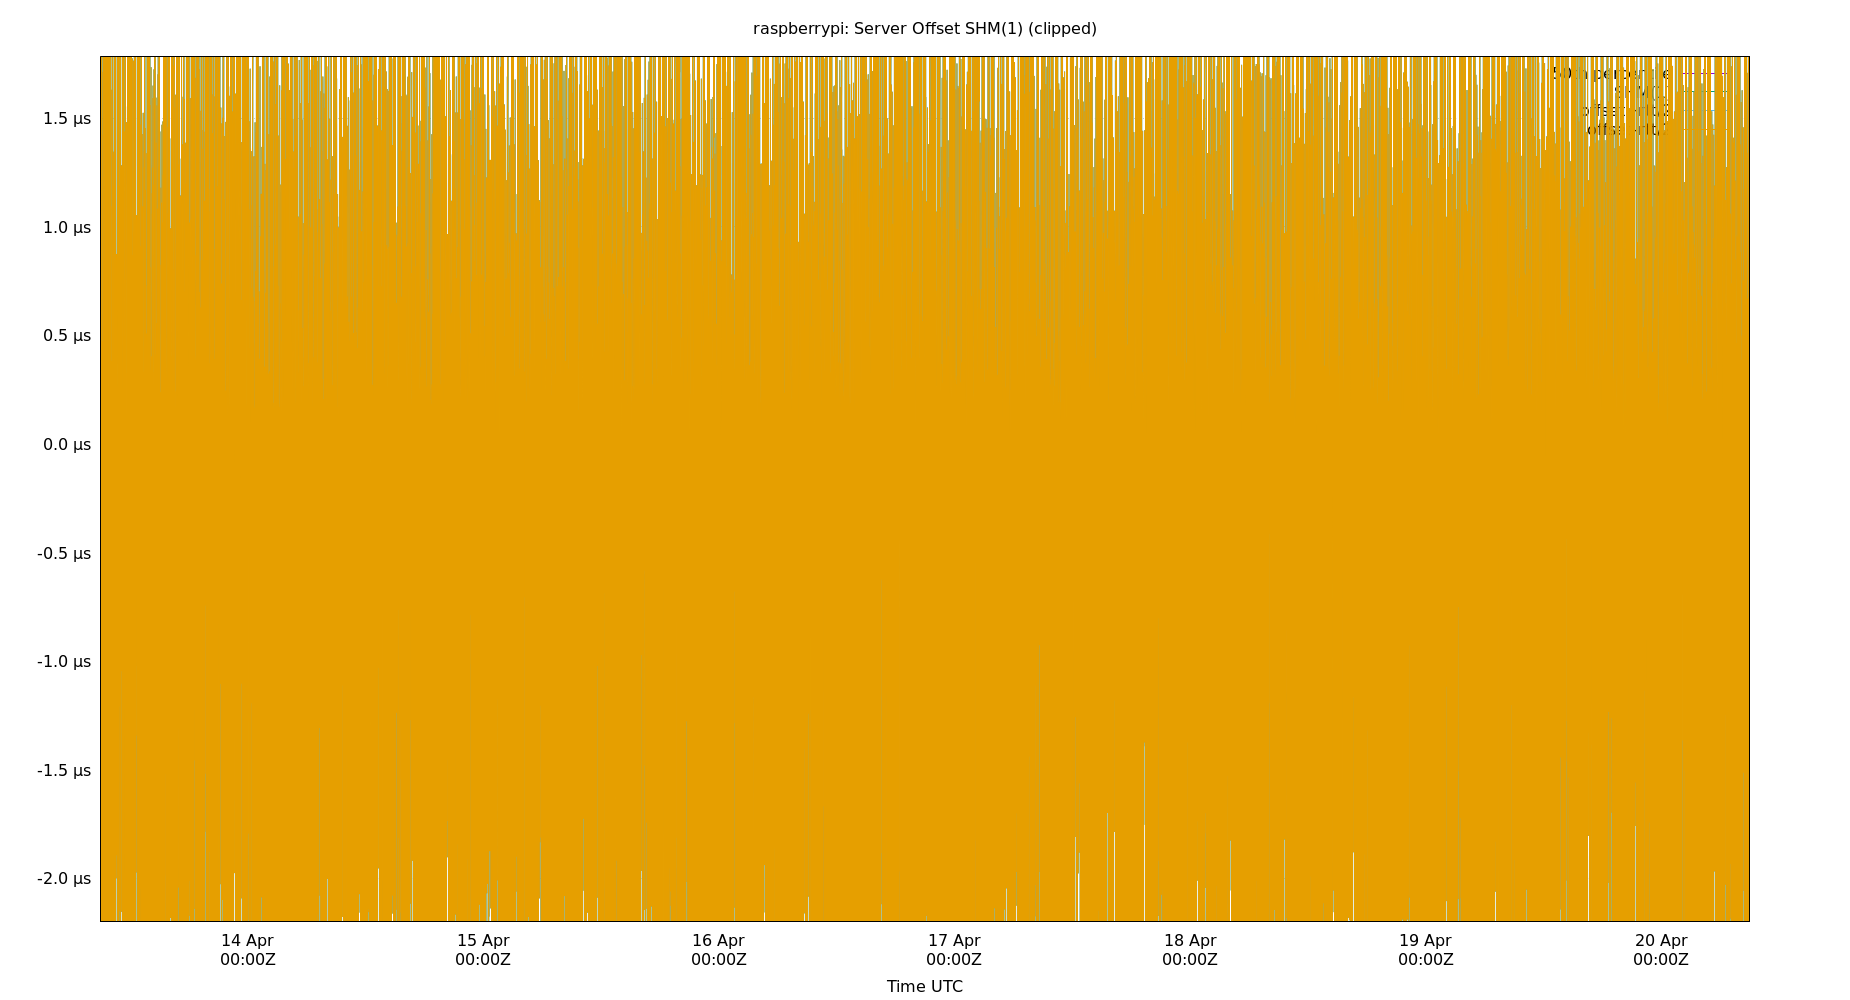 raspberrypi: Server Offset SHM(1) (clipped)
1.5 µs
1.0 µs
0.5 µs
0.0 µs
-0.5 µs
-1.0 µs
-1.5 µs
-2.0 µs
14 Apr 15 Apr 16 Apr 17 Apr 18 Apr 19 Apr 20 Apr
00:00Z 00:00Z 00:00Z 00:00Z 00:00Z 00:00Z 00:00Z
Time UTC